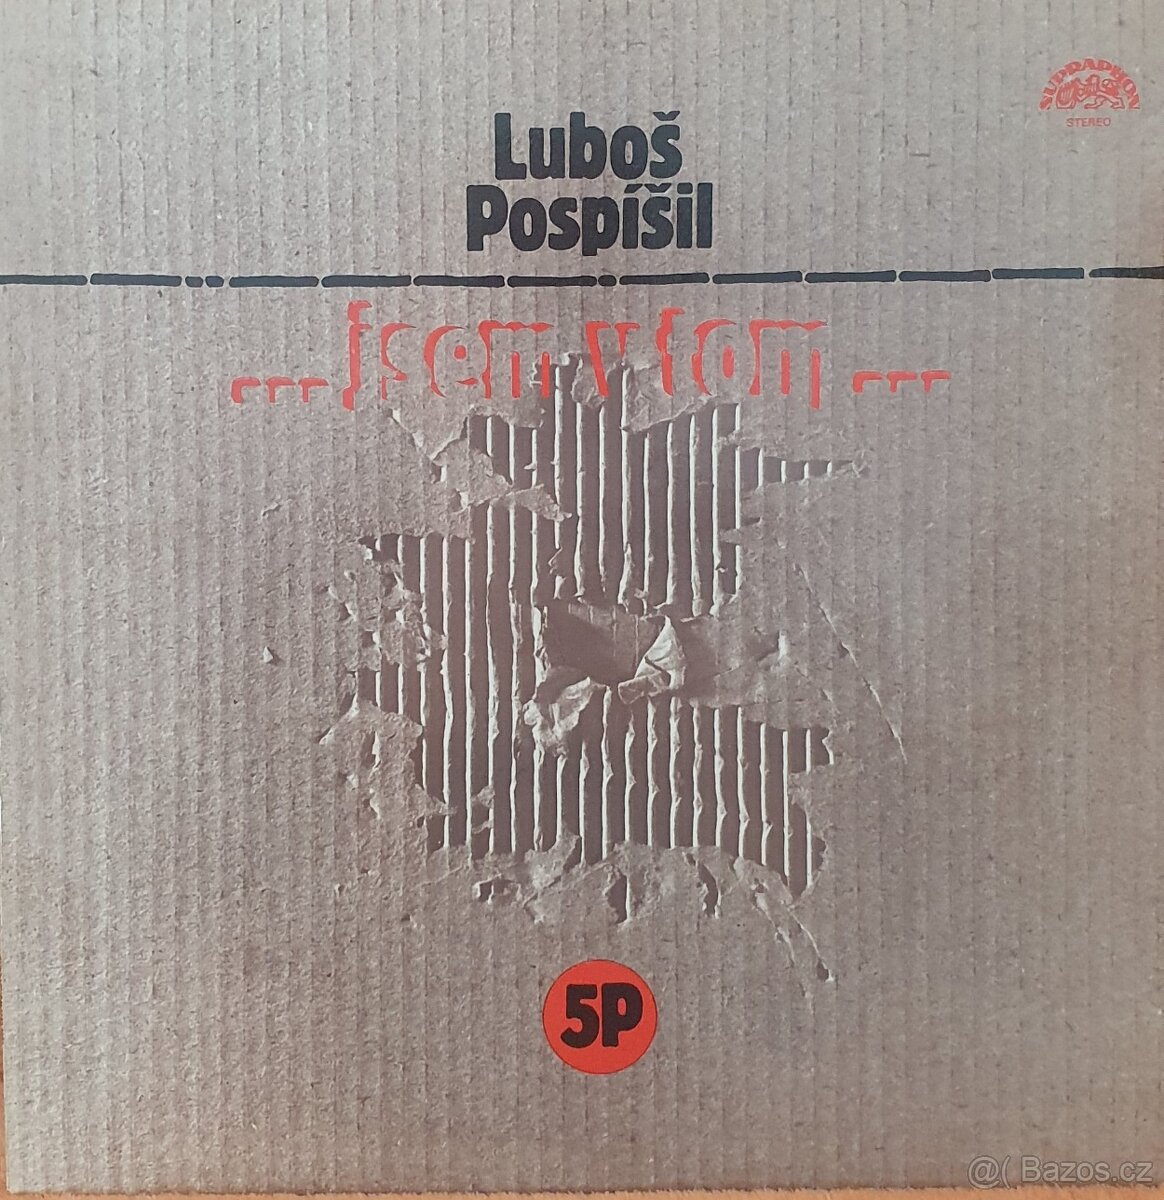 SUPRAPHON
STEREO
Luboš
Pospíšil
...jsem v tom...
5P
@( Bazos.cz